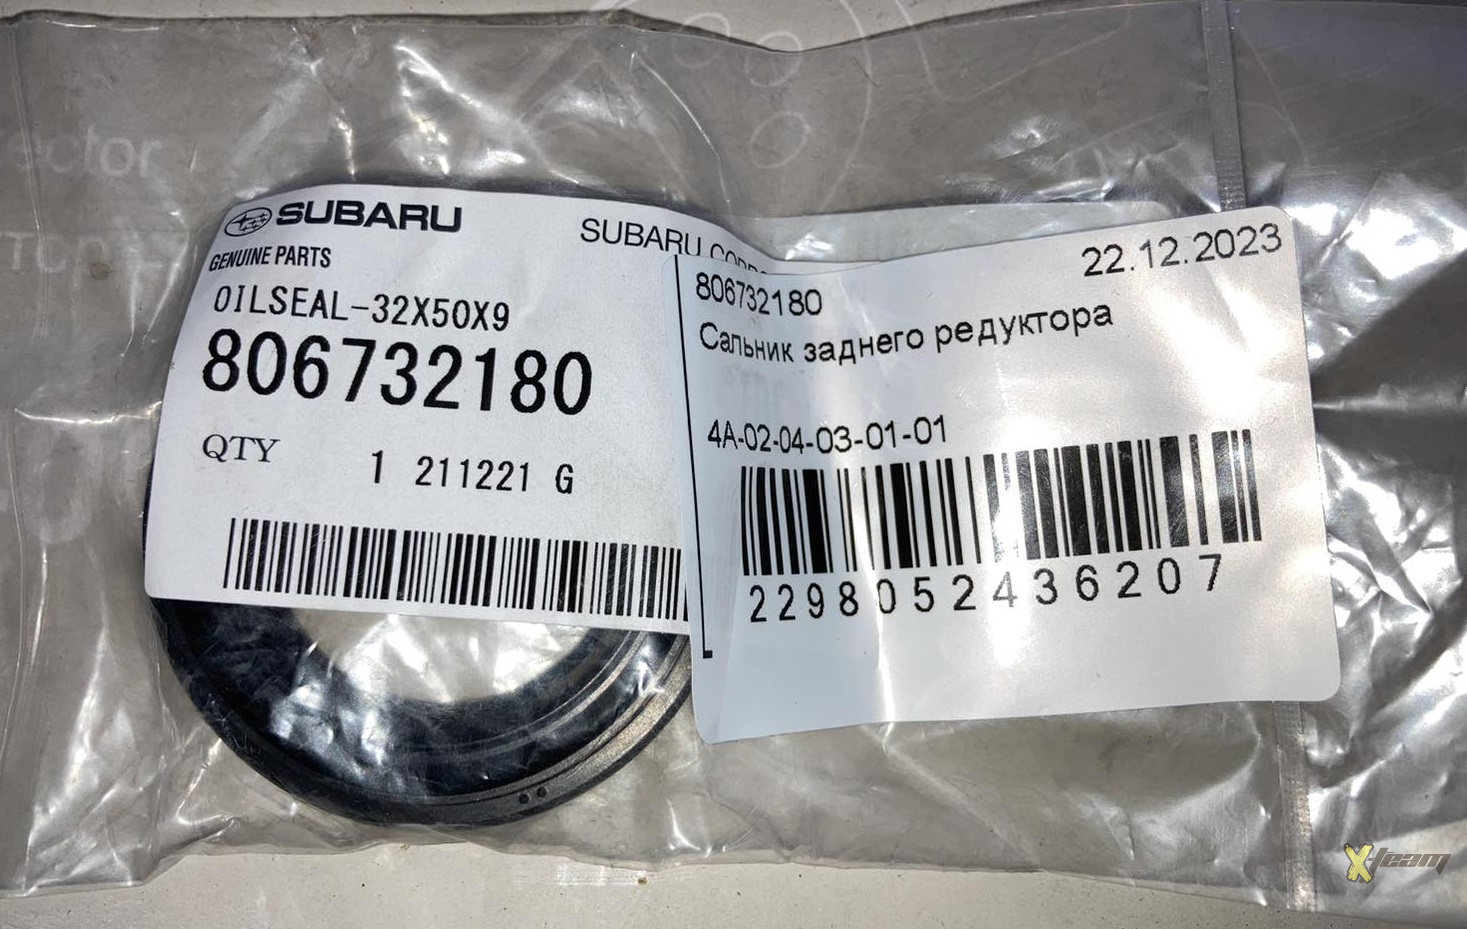 SUBARU
GENUINE PARTS
SUBARU
OILSEAL-32X50X9
806732180
QTY
1 211221 G
22.12.2023
806732180
Сальник заднего редуктора
4A-02-04-03-01-01
2298052436207
X-team